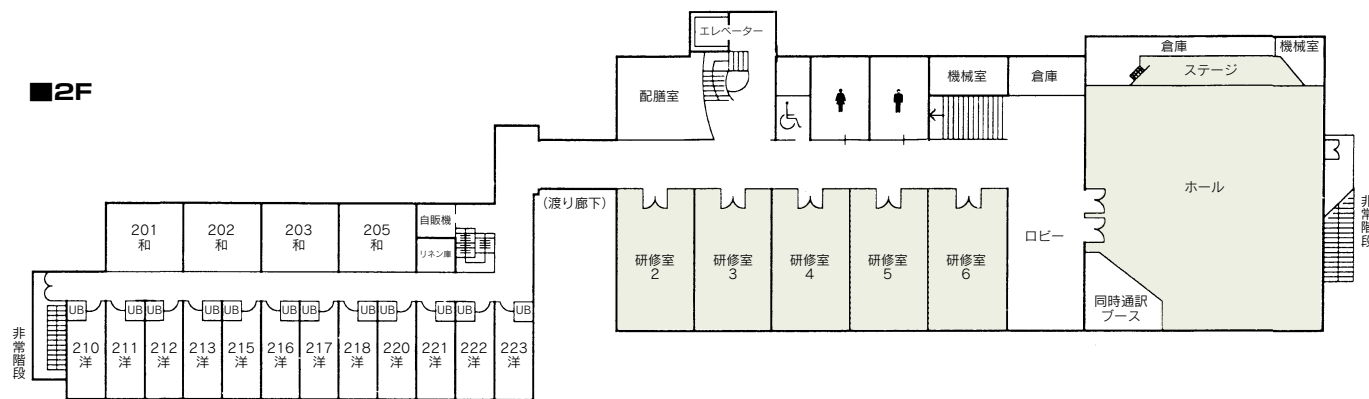 ■2F
エレベーター
配膳室
機械室
倉庫
倉庫
機械室
ステージ
ホール
非常階段
(渡り廊下)
研修室
2
研修室
3
研修室
4
研修室
5
研修室
6
ロビー
同時通訳
ブース
201
和
202
和
203
和
205
和
自販機
リネン庫
非常階段
UB
UB
UB
UB
UB
UB
UB
UB
UB
UB
UB
UB
210
洋
211
洋
212
洋
213
洋
215
洋
216
洋
217
洋
218
洋
220
洋
221
洋
222
洋
223
洋